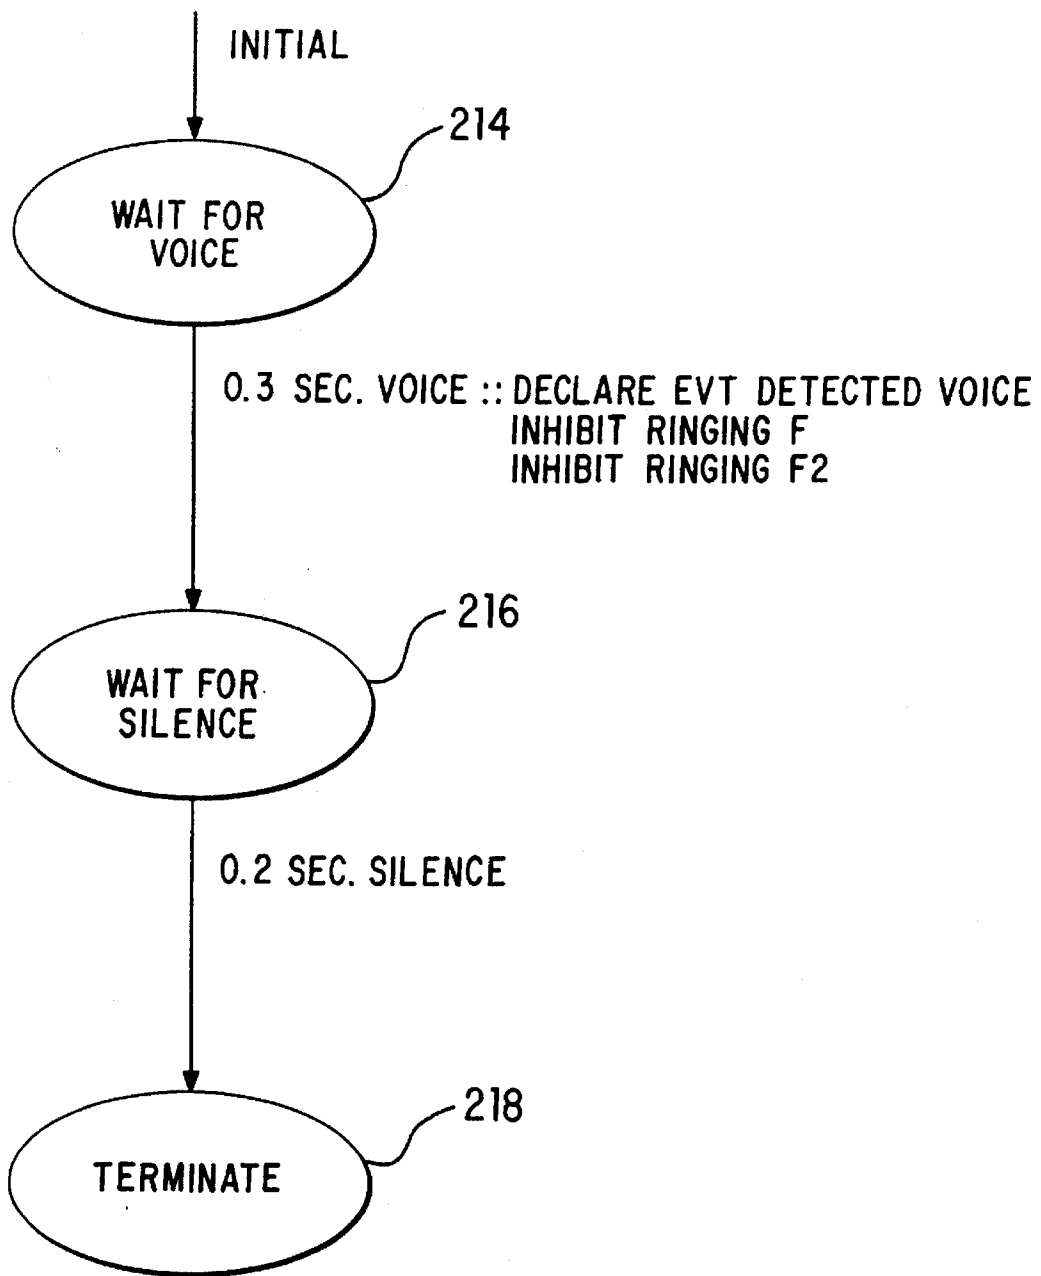 INITIAL
214
WAIT FOR
VOICE
0.3 SEC. VOICE :: DECLARE EVT DETECTED VOICE
INHIBIT RINGING F
INHIBIT RINGING F2
216
WAIT FOR
SILENCE
0.2 SEC. SILENCE
218
TERMINATE